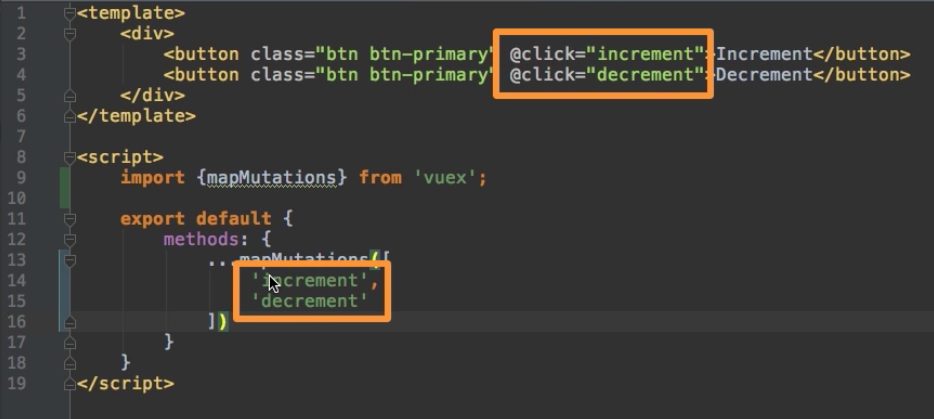 1 <template>
2 <div>
3 <button class="btn btn-primary" @click="increment">Increment</button>
4 <button class="btn btn-primary" @click="decrement">Decrement</button>
5 </div>
6 </template>
7
8 <script>
9 import {mapMutations} from 'vuex';
10
11 export default {
12 methods: {
13 ...mapMutations([
14 'increment',
15 'decrement'
16 ])
17 }
18 }
19 </script>